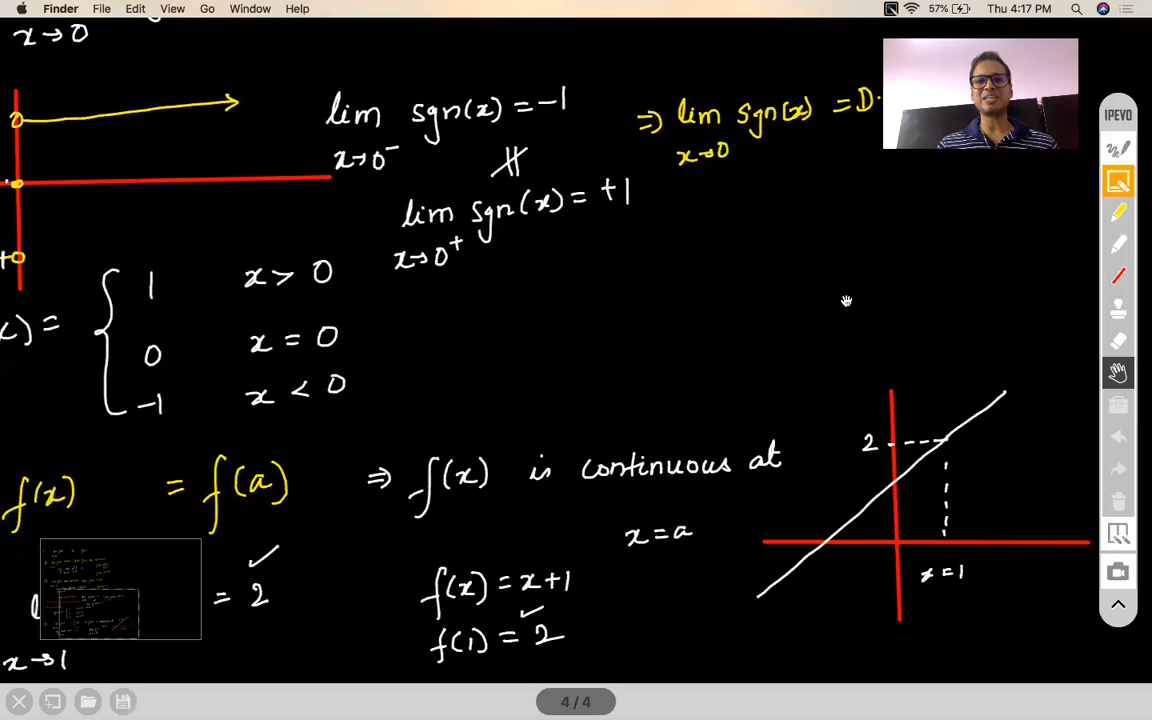 Finder File Edit View Go Window Help 57% Thu 4:17 PM
x→0
lim sgn(x) = -1
x→0⁻
⇒ lim sgn(x) = D·
x→0
lim sgn(x) = +1
x→0⁺
x) = { 1 x > 0
0 x = 0
-1 x < 0
f(x) = f(a) ⇒ f(x) is continuous at
x = a
= 2
x→1
f(x) = x+1
f(1) = 2
2
x = 1
IPEVO
4 / 4